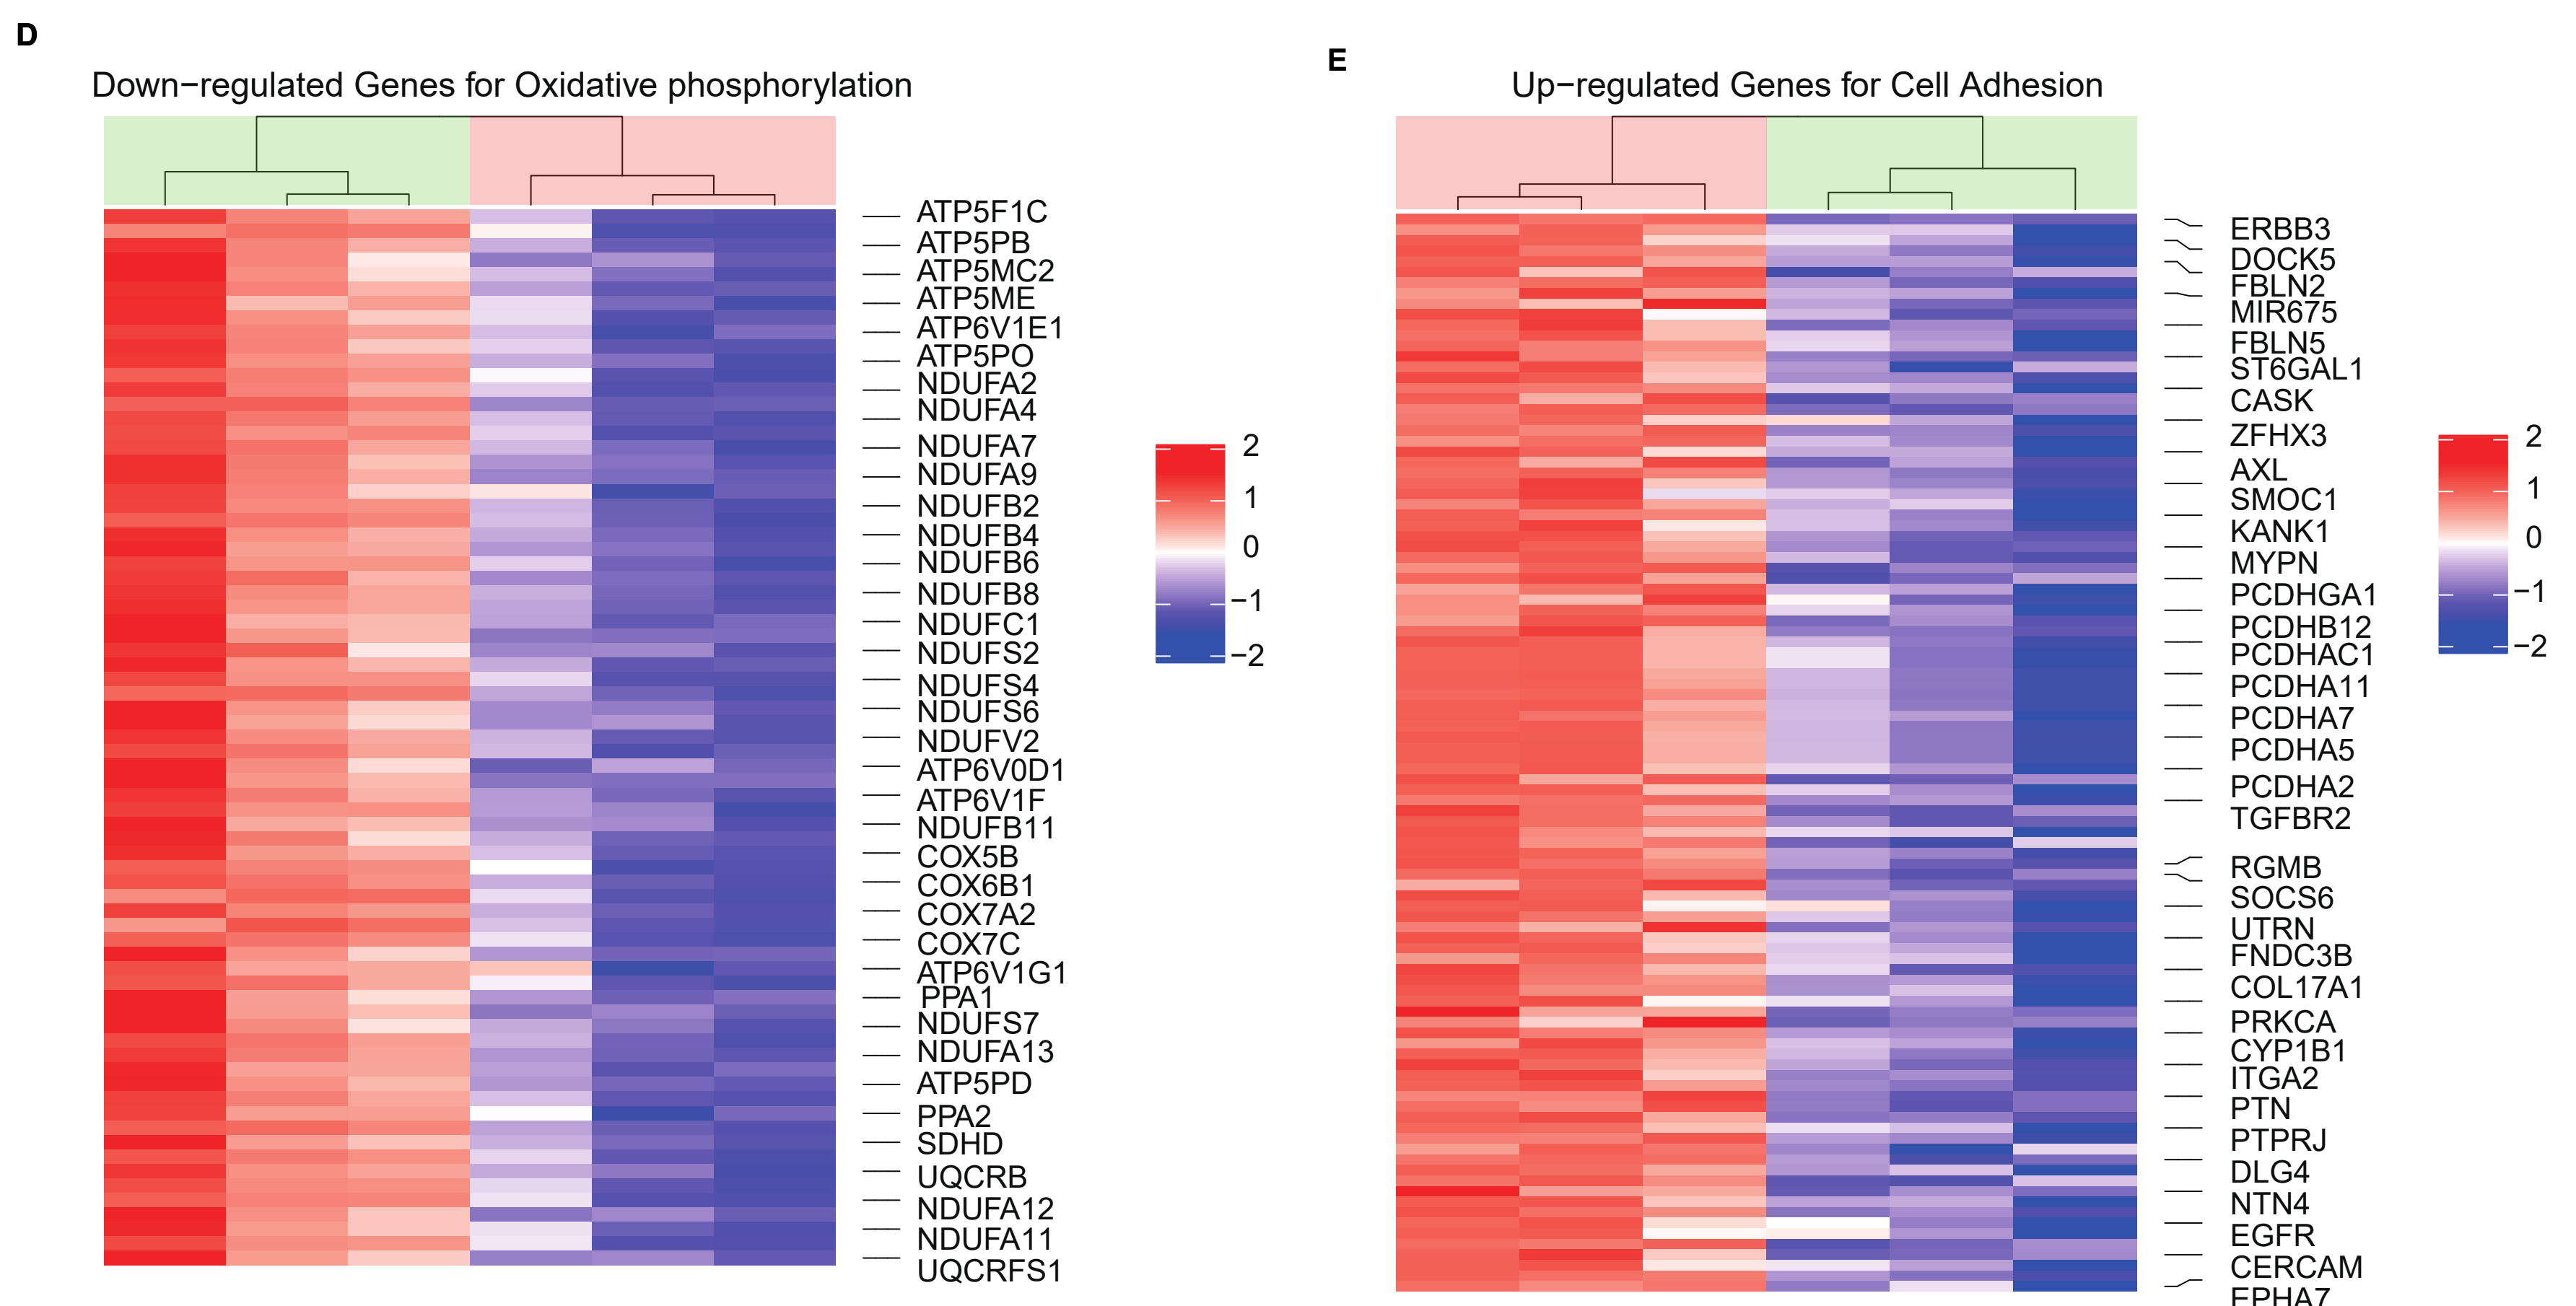 D
Down−regulated Genes for Oxidative phosphorylation
ATP5F1C
ATP5PB
ATP5MC2
ATP5ME
ATP6V1E1
ATP5PO
NDUFA2
NDUFA4
NDUFA7
NDUFA9
NDUFB2
NDUFB4
NDUFB6
NDUFB8
NDUFC1
NDUFS2
NDUFS4
NDUFS6
NDUFV2
ATP6V0D1
ATP6V1F
NDUFB11
COX5B
COX6B1
COX7A2
COX7C
ATP6V1G1
PPA1
NDUFS7
NDUFA13
ATP5PD
PPA2
SDHD
UQCRB
NDUFA12
NDUFA11
UQCRFS1
2
1
0
−1
−2
E
Up−regulated Genes for Cell Adhesion
ERBB3
DOCK5
FBLN2
MIR675
FBLN5
ST6GAL1
CASK
ZFHX3
AXL
SMOC1
KANK1
MYPN
PCDHGA1
PCDHB12
PCDHAC1
PCDHA11
PCDHA7
PCDHA5
PCDHA2
TGFBR2
RGMB
SOCS6
UTRN
FNDC3B
COL17A1
PRKCA
CYP1B1
ITGA2
PTN
PTPRJ
DLG4
NTN4
EGFR
CERCAM
EPHA7
2
1
0
−1
−2